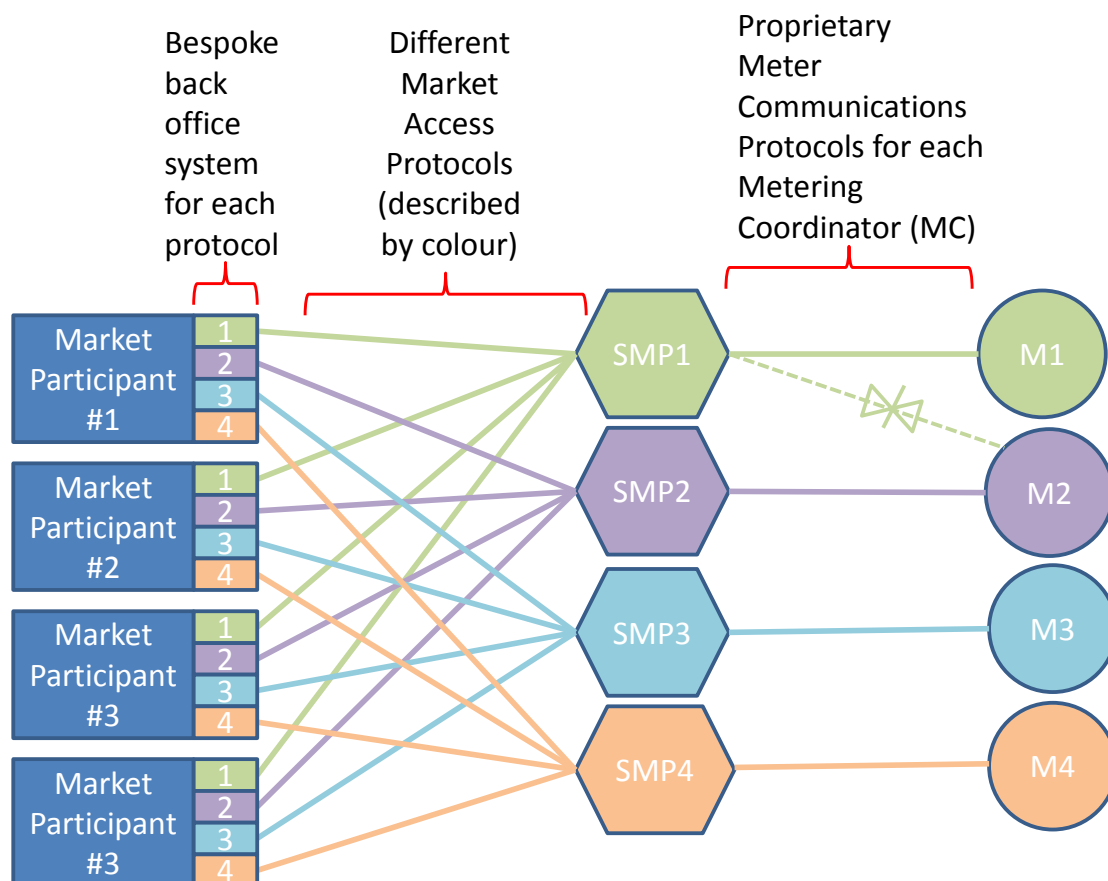 Bespoke
back
office
system
for each
protocol
Different
Market
Access
Protocols
(described
by colour)
Proprietary
Meter
Communications
Protocols for each
Metering
Coordinator (MC)
Market
Participant
#1
1
2
3
4
Market
Participant
#2
1
2
3
4
Market
Participant
#3
1
2
3
4
Market
Participant
#3
1
2
3
4
SMP1
SMP2
SMP3
SMP4
M1
M2
M3
M4